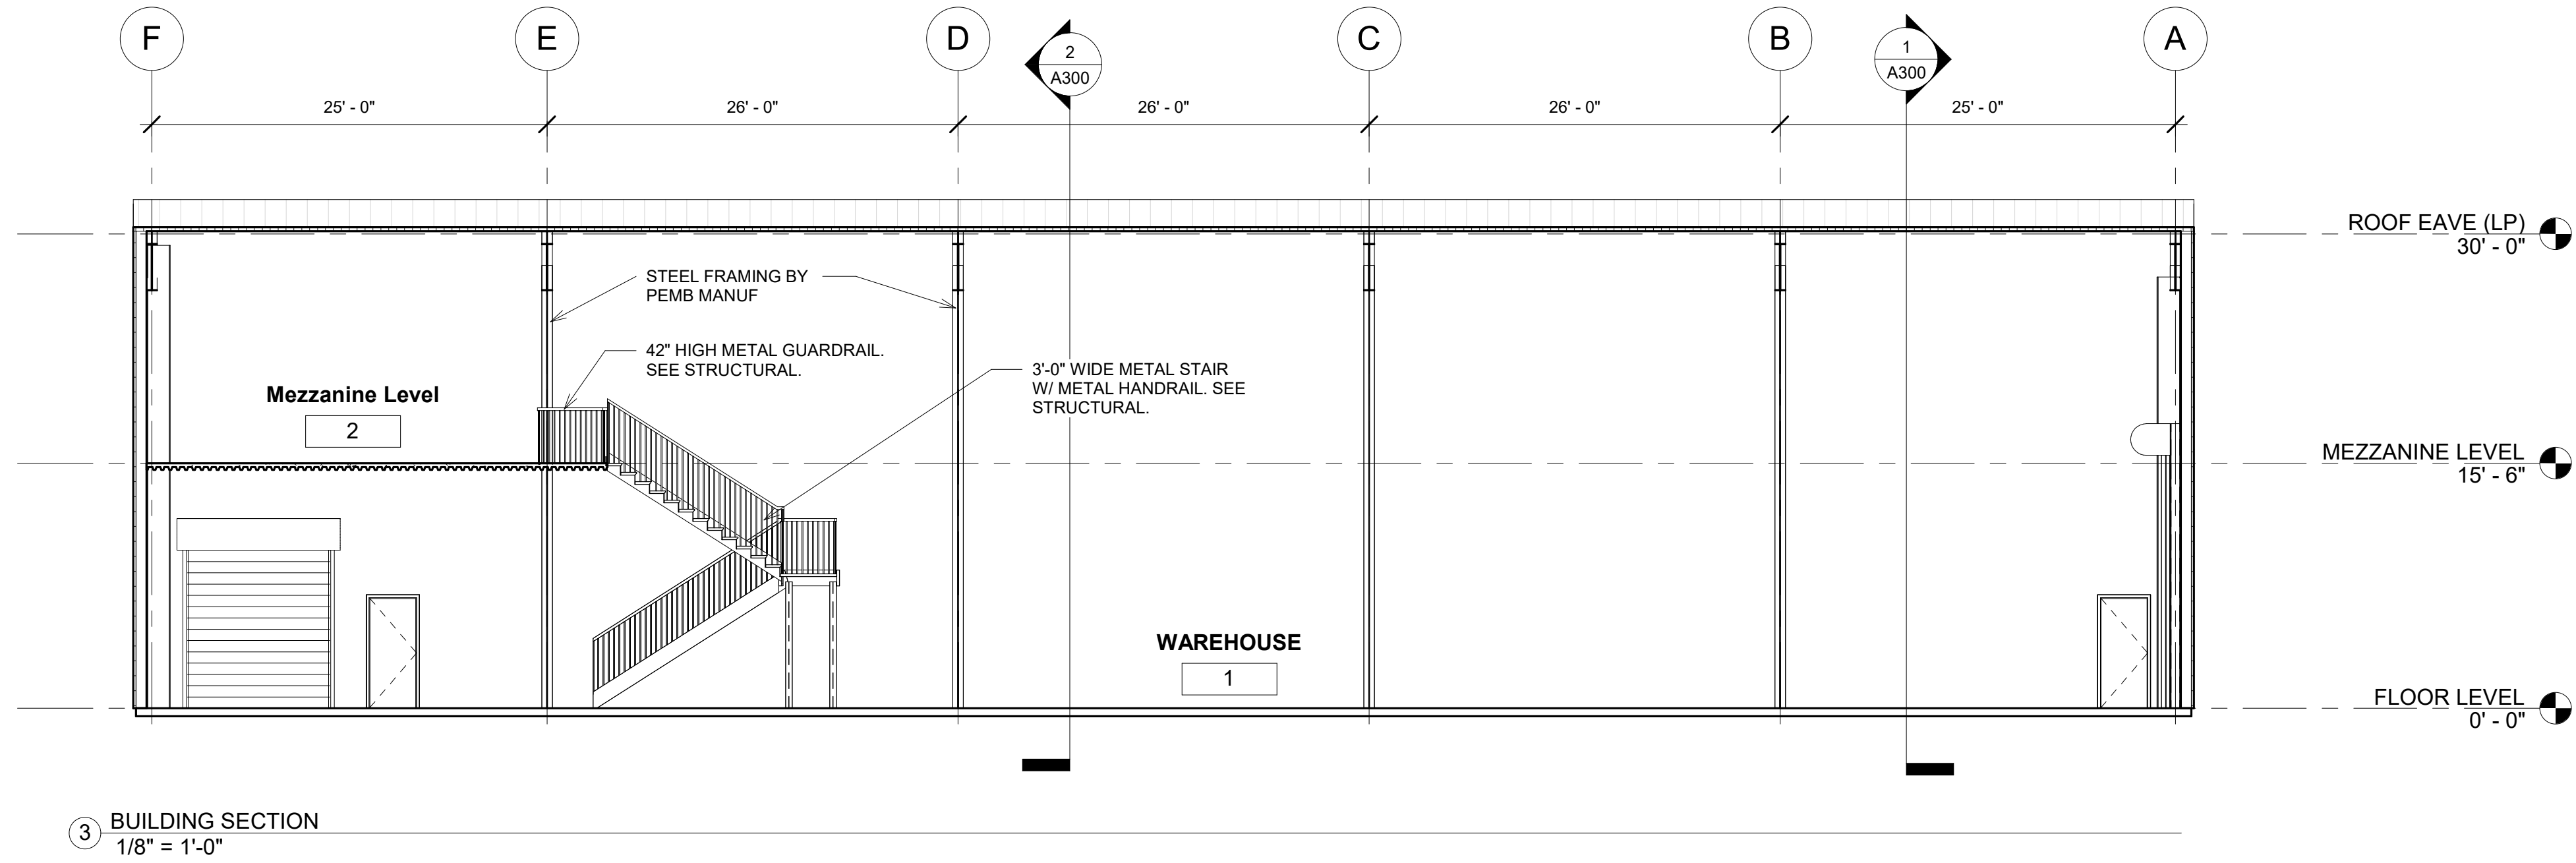 F
E
D
C
B
A
2
A300
1
A300
25' - 0"
26' - 0"
26' - 0"
26' - 0"
25' - 0"
ROOF EAVE (LP)
30' - 0"
STEEL FRAMING BY
PEMB MANUF
42" HIGH METAL GUARDRAIL.
SEE STRUCTURAL.
3'-0" WIDE METAL STAIR
W/ METAL HANDRAIL. SEE
STRUCTURAL.
Mezzanine Level
2
MEZZANINE LEVEL
15' - 6"
WAREHOUSE
1
FLOOR LEVEL
0' - 0"
3
BUILDING SECTION
1/8" = 1'-0"